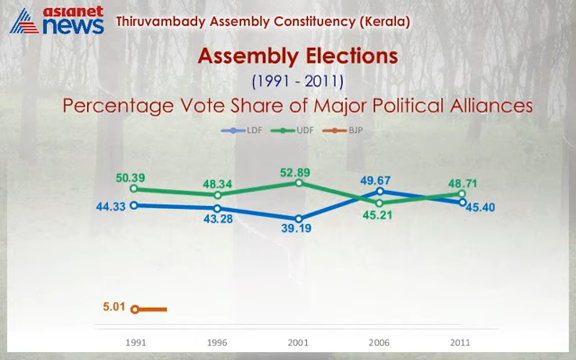 asianet
news
Thiruvambady Assembly Constituency (Kerala)
Assembly Elections
(1991 - 2011)
Percentage Vote Share of Major Political Alliances
LDF UDF BJP
50.39 48.34 52.89 49.67 48.71
44.33 43.28 39.19 45.21 45.40
5.01
1991 1996 2001 2006 2011